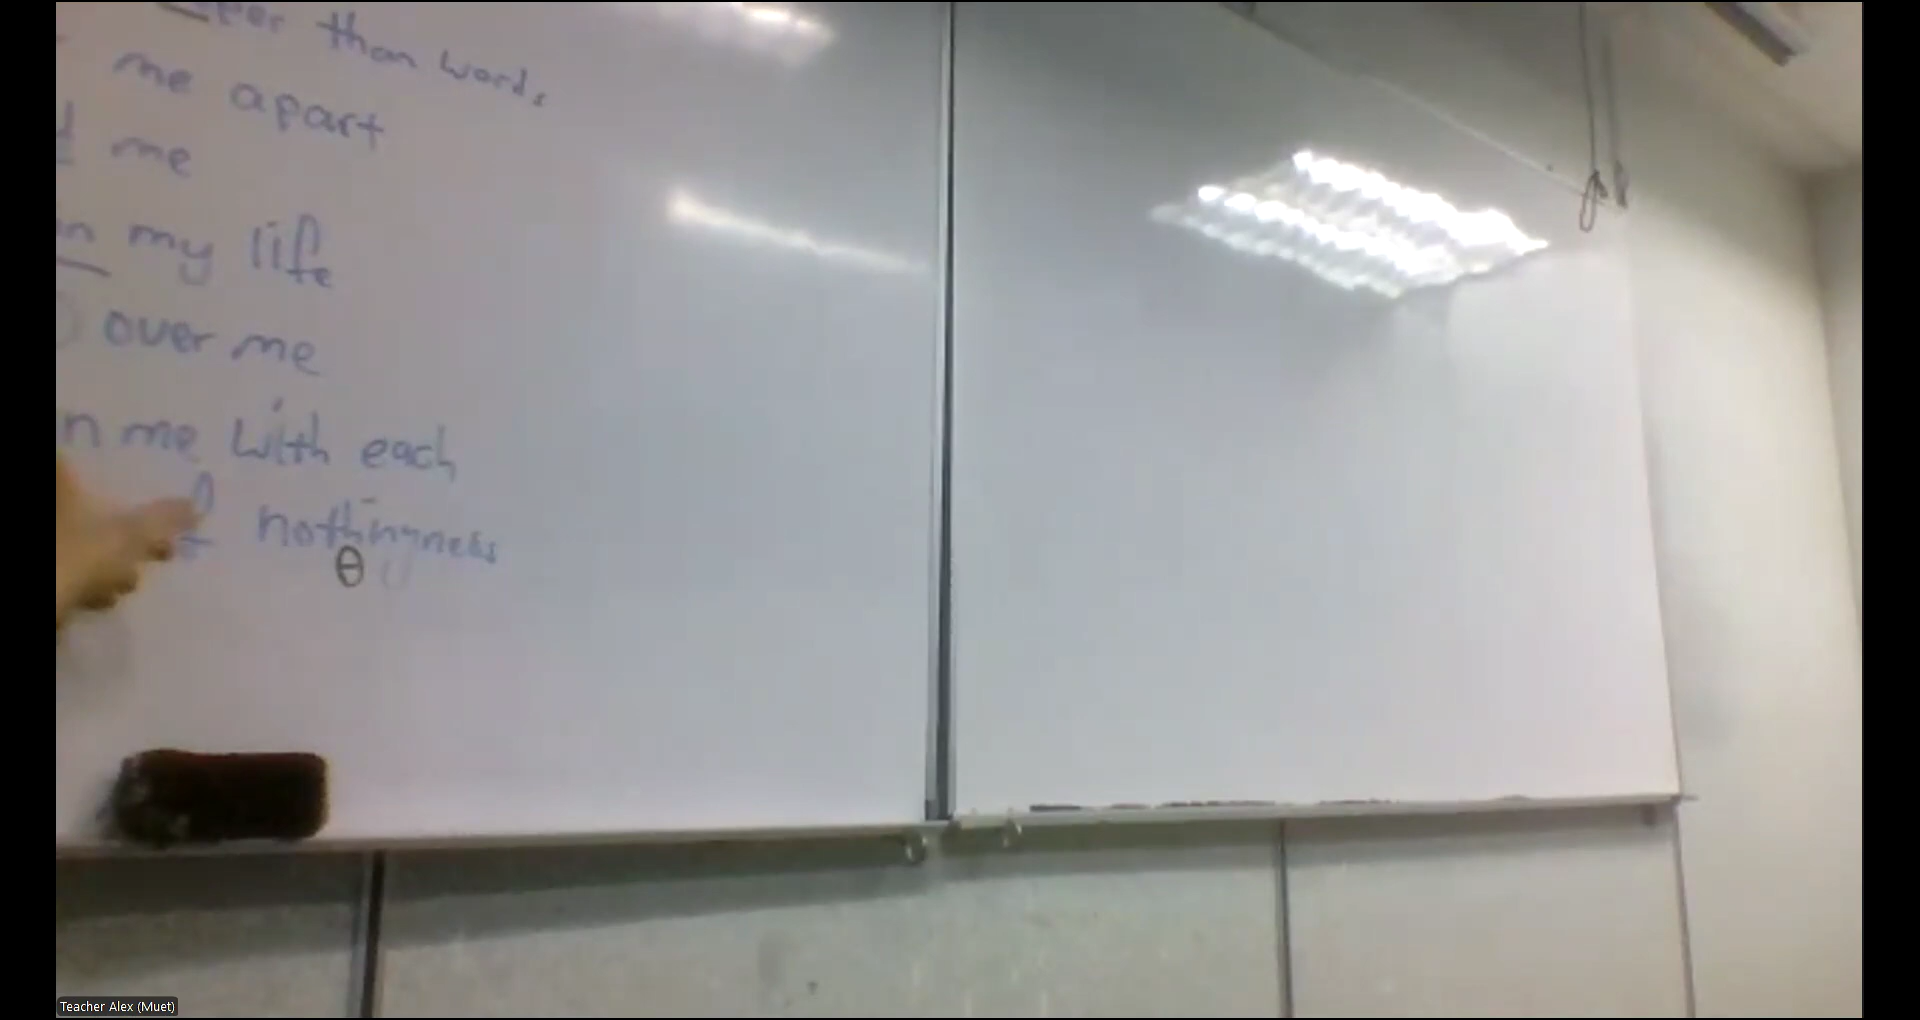 than words
me apart
me
my life
over me
me with each
nothingness
θ
Teacher Alex (Muet)